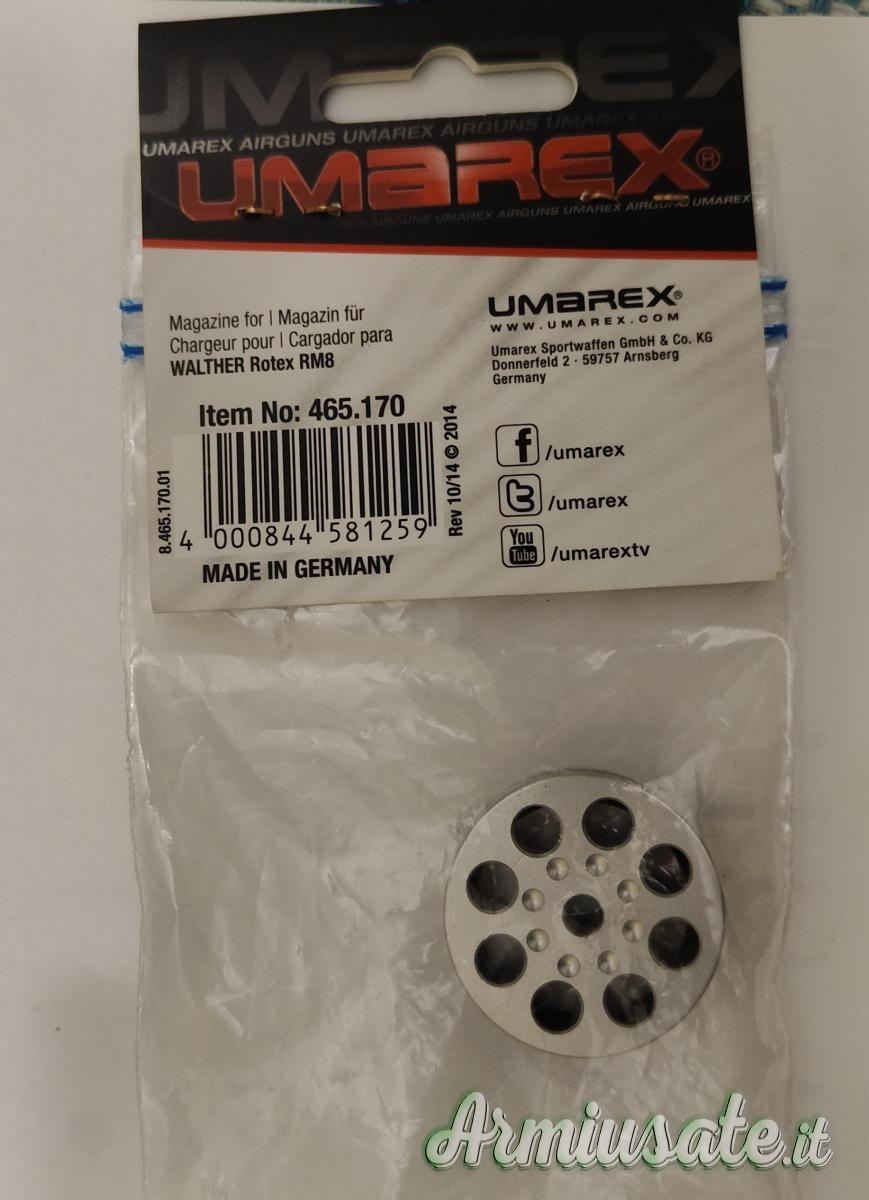 UMAREX
UMAREX AIRGUNS UMAREX AIRGUNS UMAREX AIRGUNS
UMAREX®
AIRGUNS UMAREX AIRGUNS UMAREX AIRGUNS UMAREX
Magazine for | Magazin für
Chargeur pour | Cargador para
WALTHER Rotex RM8
Item No: 465.170
8.465.170.01
4 000844 581259
Rev 10/14 © 2014
MADE IN GERMANY
UMAREX®
WWW.UMAREX.COM
Umarex Sportwaffen GmbH & Co. KG
Donnerfeld 2 · 59757 Arnsberg
Germany
f /umarex
t /umarex
You
Tube /umarextv
Armiusate.it